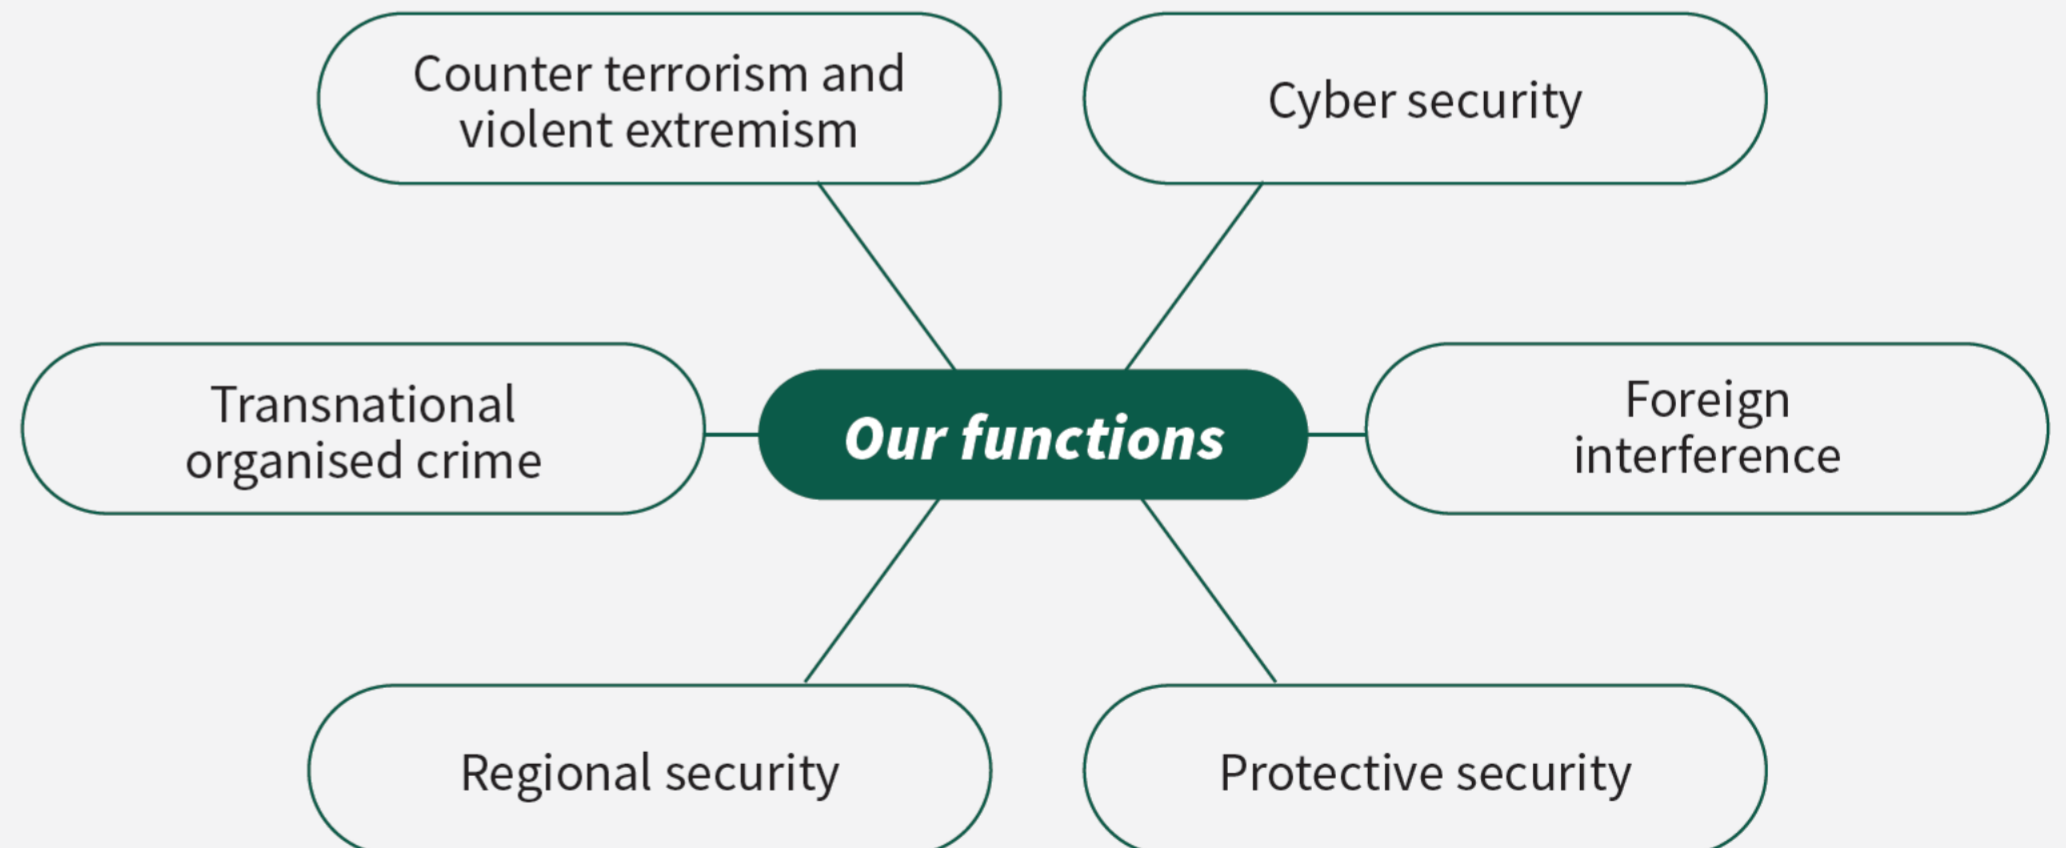 Counter terrorism and
violent extremism
Cyber security
Transnational
organised crime
Our functions
Foreign
interference
Regional security
Protective security